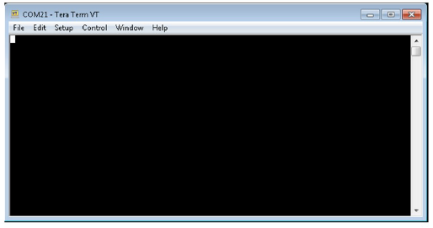 COM21 - Tera Term VT
File Edit Setup Control Window Help